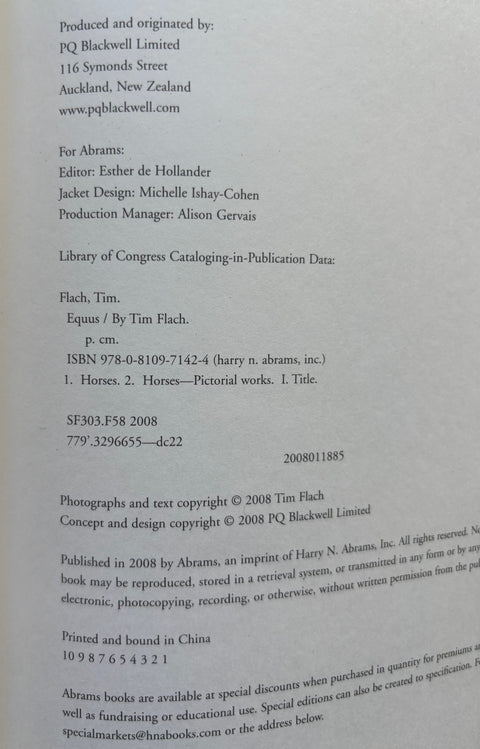 Produced and originated by:
PQ Blackwell Limited
116 Symonds Street
Auckland, New Zealand
www.pqblackwell.com
For Abrams:
Editor: Esther de Hollander
Jacket Design: Michelle Ishay-Cohen
Production Manager: Alison Gervais
Library of Congress Cataloging-in-Publication Data:
Flach, Tim.
Equus / By Tim Flach.
p. cm.
ISBN 978-0-8109-7142-4 (harry n. abrams, inc.)
1. Horses. 2. Horses—Pictorial works. I. Title.
SF303.F58 2008
779'.3296655—dc22
2008011885
Photographs and text copyright © 2008 Tim Flach
Concept and design copyright © 2008 PQ Blackwell Limited
Published in 2008 by Abrams, an imprint of Harry N. Abrams, Inc. All rights reserved.
book may be reproduced, stored in a retrieval system, or transmitted in any form or by any
electronic, photocopying, recording, or otherwise, without written permission from the
Printed and bound in China
10 9 8 7 6 5 4 3 2 1
Abrams books are available at special discounts when purchased in quantity for premiums
well as fundraising or educational use. Special editions can also be created to specification.
specialmarkets@hnabooks.com or the address below.